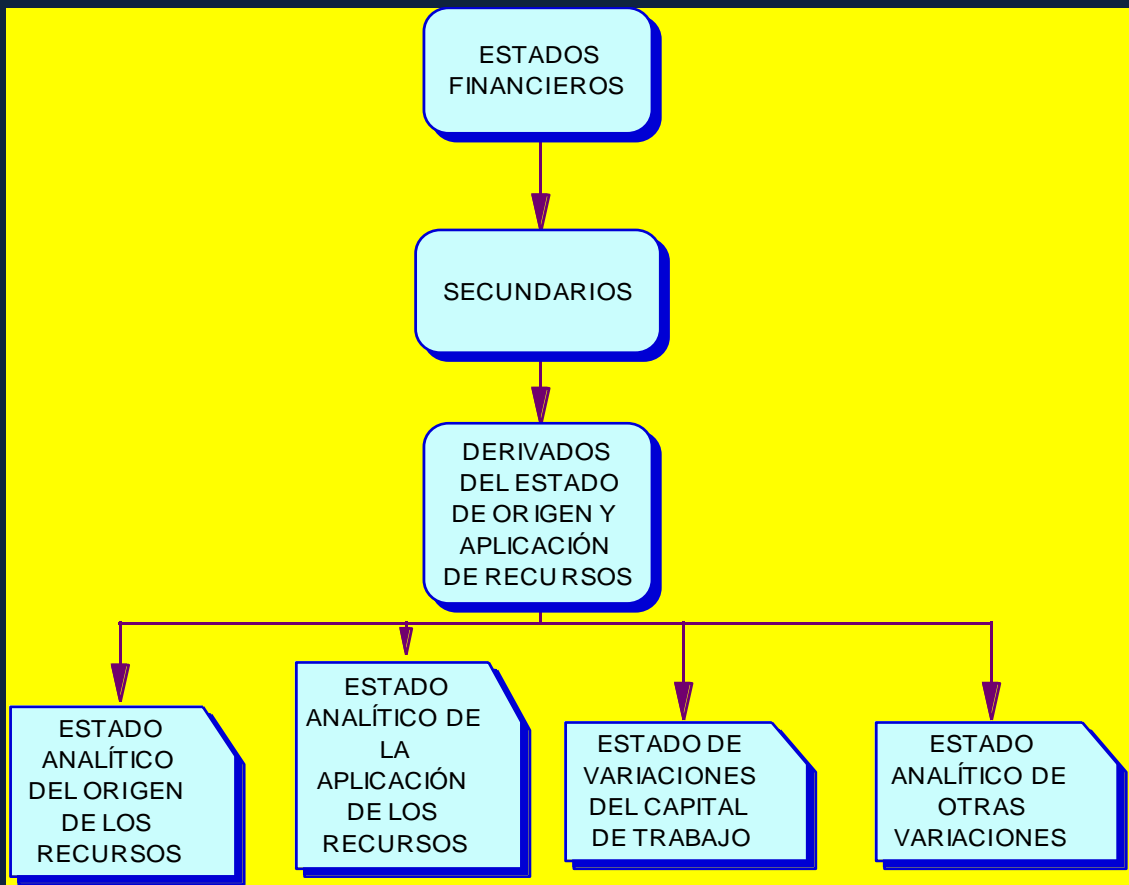 ESTADOS
FINANCIEROS
SECUNDARIOS
DERIVADOS
DEL ESTADO
DE ORIGEN Y
APLICACIÓN
DE RECURSOS
ESTADO
ANALÍTICO
DEL ORIGEN
DE LOS
RECURSOS
ESTADO
ANALÍTICO DE
LA
APLICACIÓN
DE LOS
RECURSOS
ESTADO DE
VARIACIONES
DEL CAPITAL
DE TRABAJO
ESTADO
ANALÍTICO DE
OTRAS
VARIACIONES